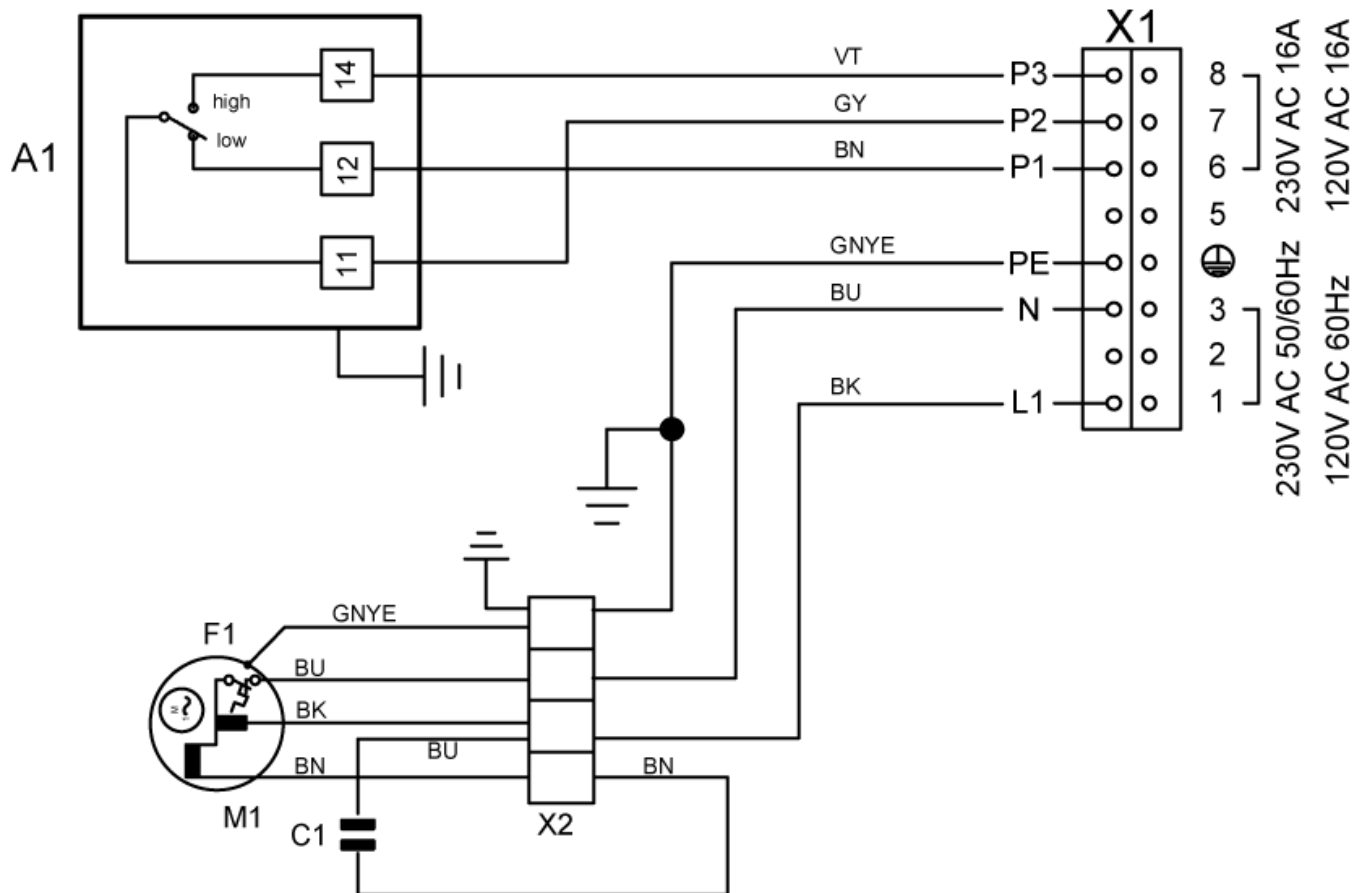 X1
A1
14
12
11
high
low
VT
GY
BN
GNYE
BU
BK
P3
P2
P1
PE
N
L1
8
7
6
5
3
2
1
230V AC 16A
120V AC 16A
230V AC 50/60Hz
120V AC 60Hz
F1
GNYE
BU
BK
BU
BN
BN
M1
C1
X2
M